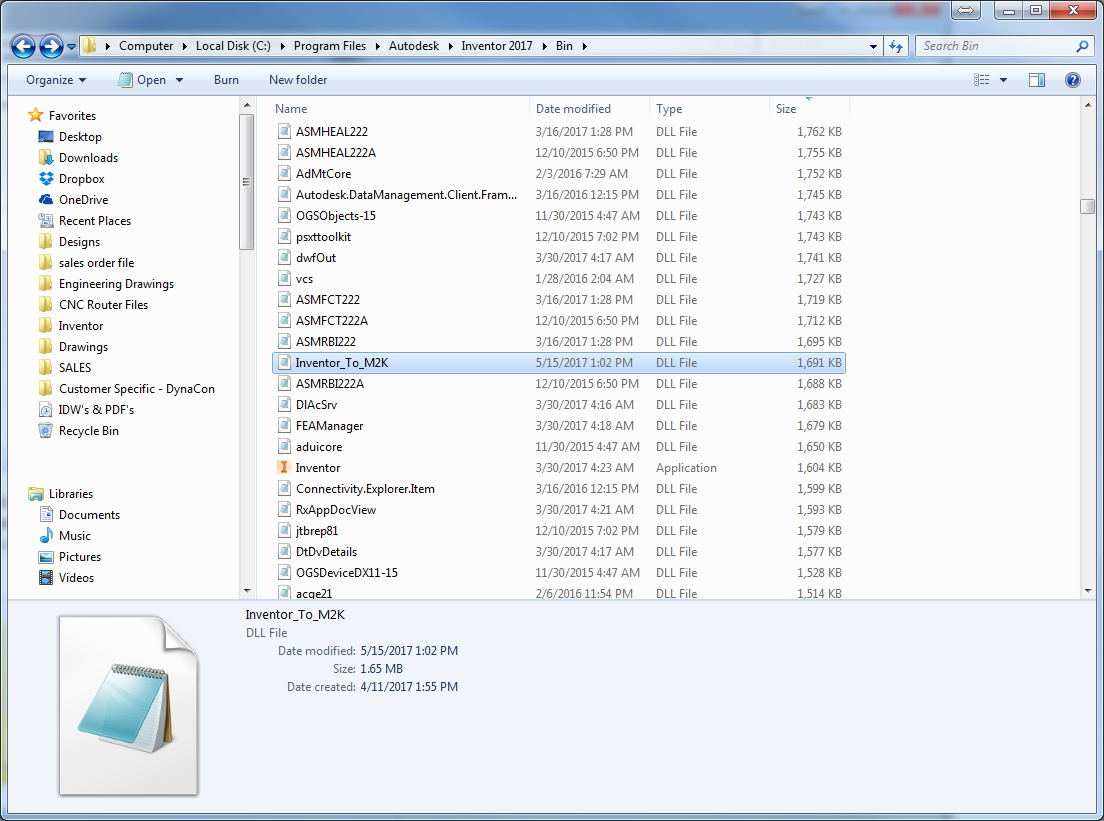 Computer ▸ Local Disk (C:) ▸ Program Files ▸ Autodesk ▸ Inventor 2017 ▸ Bin ▸ Search Bin
Organize Open Burn New folder
Name Date modified Type Size
ASMHEAL222 3/16/2017 1:28 PM DLL File 1,762 KB
ASMHEAL222A 12/10/2015 6:50 PM DLL File 1,755 KB
AdMtCore 2/3/2016 7:29 AM DLL File 1,752 KB
Autodesk.DataManagement.Client.Fram... 3/16/2016 12:15 PM DLL File 1,745 KB
OGSObjects-15 11/30/2015 4:47 AM DLL File 1,743 KB
psxttoolkit 12/10/2015 7:02 PM DLL File 1,743 KB
dwfOut 3/30/2017 4:17 AM DLL File 1,741 KB
vcs 1/28/2016 2:04 AM DLL File 1,727 KB
ASMFCT222 3/16/2017 1:28 PM DLL File 1,719 KB
ASMFCT222A 12/10/2015 6:50 PM DLL File 1,712 KB
ASMRBI222 3/16/2017 1:28 PM DLL File 1,695 KB
Inventor_To_M2K 5/15/2017 1:02 PM DLL File 1,691 KB
ASMRBI222A 12/10/2015 6:50 PM DLL File 1,688 KB
DIAcSrv 3/30/2017 4:16 AM DLL File 1,683 KB
FEAManager 3/30/2017 4:18 AM DLL File 1,679 KB
aduicore 11/30/2015 4:47 AM DLL File 1,650 KB
Inventor 3/30/2017 4:23 AM Application 1,604 KB
Connectivity.Explorer.Item 3/16/2016 12:15 PM DLL File 1,599 KB
RxAppDocView 3/30/2017 4:21 AM DLL File 1,593 KB
jtbrep81 12/10/2015 7:02 PM DLL File 1,579 KB
DtDvDetails 3/30/2017 4:17 AM DLL File 1,577 KB
OGSDeviceDX11-15 11/30/2015 4:47 AM DLL File 1,528 KB
acge21 2/6/2016 11:54 PM DLL File 1,514 KB
Favorites
Desktop
Downloads
Dropbox
OneDrive
Recent Places
Designs
sales order file
Engineering Drawings
CNC Router Files
Inventor
Drawings
SALES
Customer Specific - DynaCon
IDW's & PDF's
Recycle Bin
Libraries
Documents
Music
Pictures
Videos
Inventor_To_M2K
DLL File
Date modified: 5/15/2017 1:02 PM
Size: 1.65 MB
Date created: 4/11/2017 1:55 PM